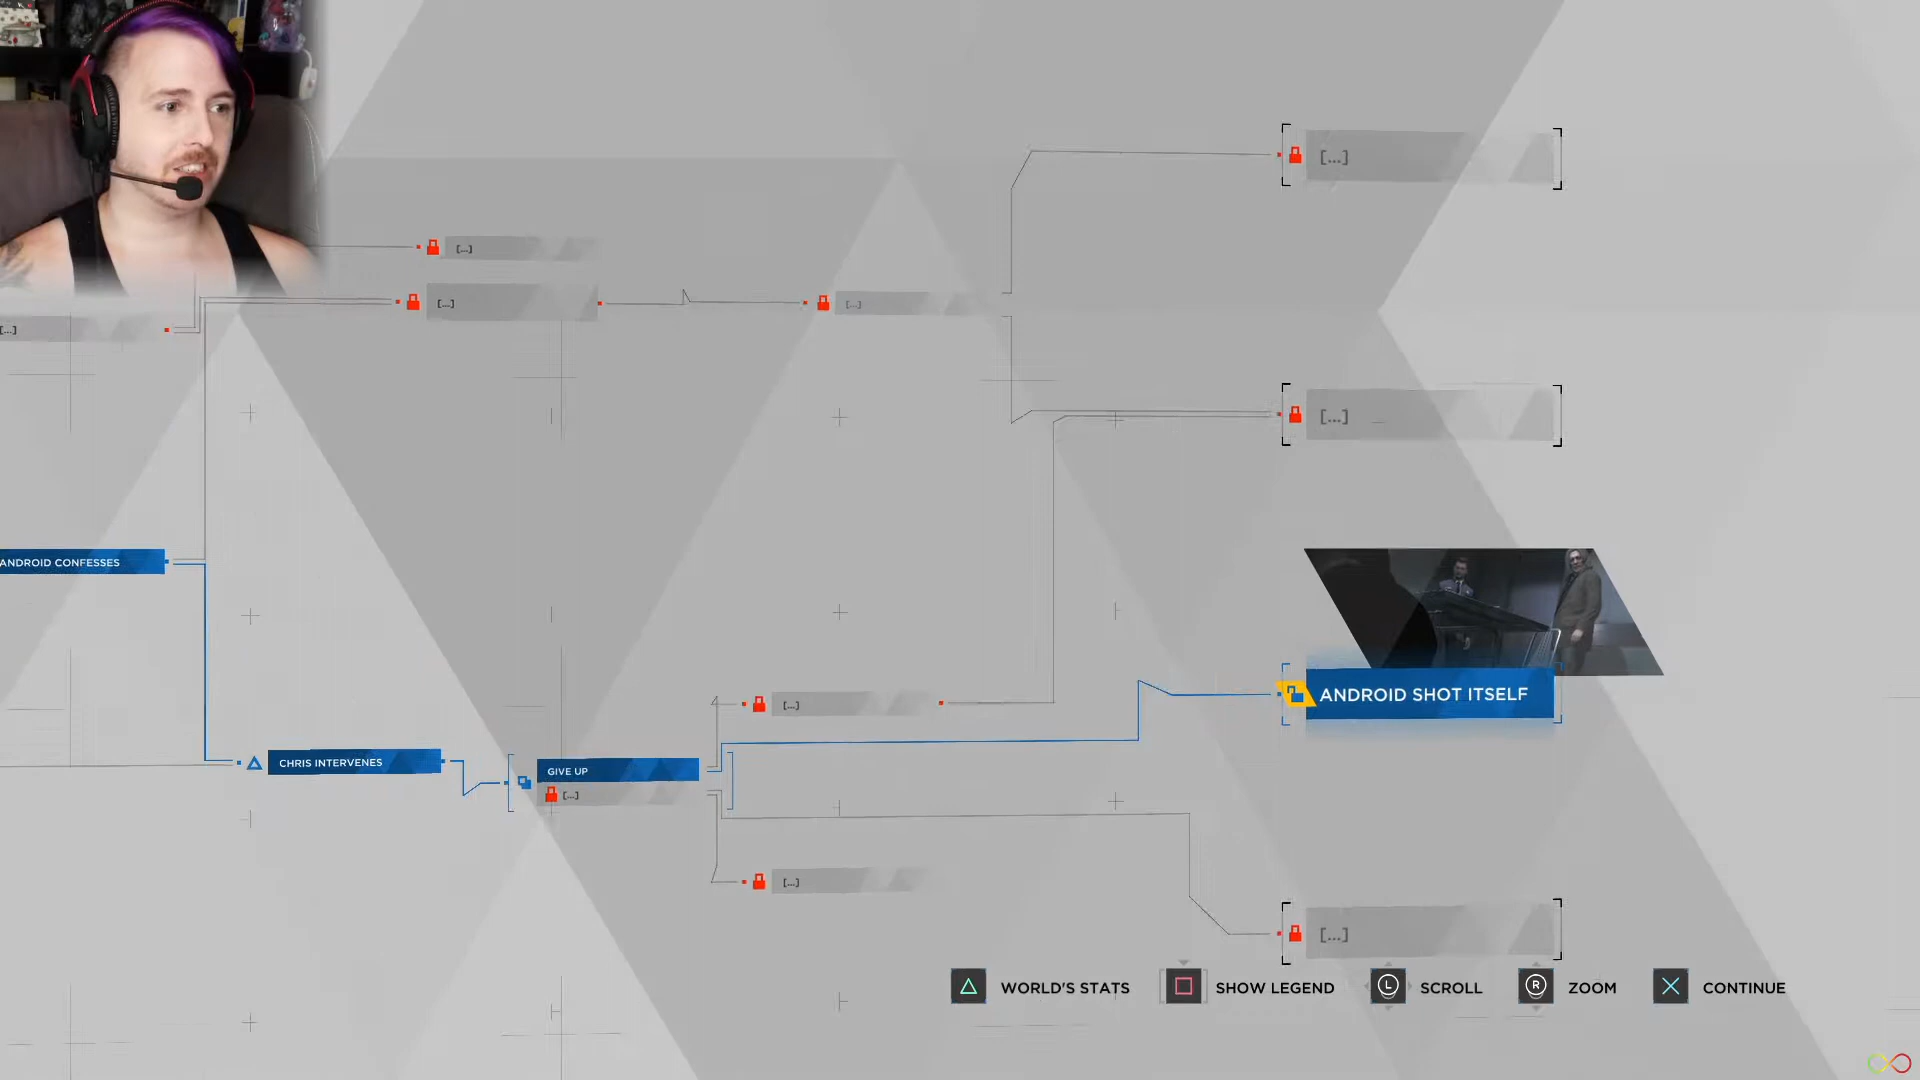 [...]
[...]
[...]
[...]
[...]
[...]
ANDROID CONFESSES
ANDROID SHOT ITSELF
[...]
CHRIS INTERVENES
GIVE UP
[...]
[...]
[...]
WORLD'S STATS
SHOW LEGEND
L
SCROLL
R
ZOOM
CONTINUE